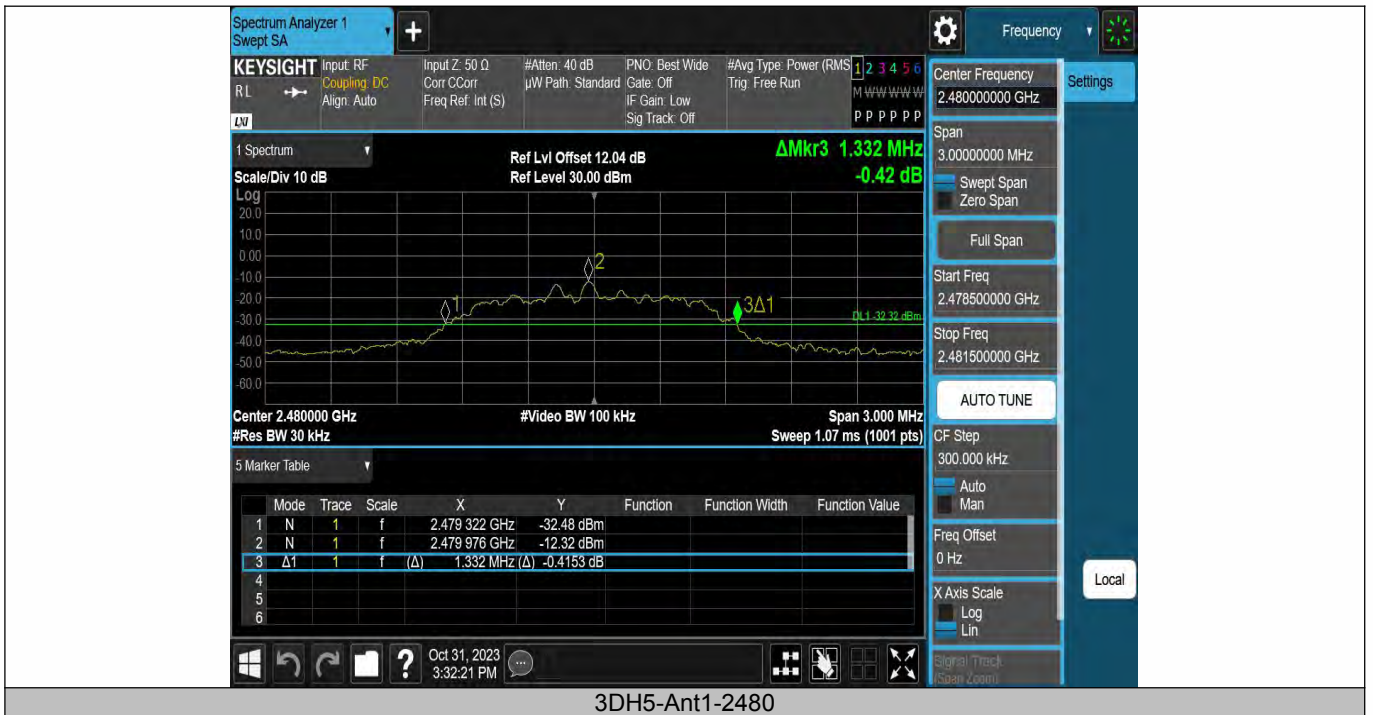 Spectrum Analyzer 1
Swept SA
+
Frequency
KEYSIGHT
RL
LXI
Input: RF
Coupling: DC
Align: Auto
Input Z: 50 Ω
Corr CCorr
Freq Ref: Int (S)
#Atten: 40 dB
µW Path: Standard
PNO: Best Wide
Gate: Off
IF Gain: Low
Sig Track: Off
#Avg Type: Power (RMS
Trig: Free Run
1 2 3 4 5 6
M W W W W W
P P P P P P
1 Spectrum
Scale/Div 10 dB
Ref Lvl Offset 12.04 dB
Ref Level 30.00 dBm
ΔMkr3 1.332 MHz
-0.42 dB
Log
20.0
10.0
0.00
-10.0
-20.0
-30.0
-40.0
-50.0
-60.0
1
2
3Δ1
DL1 -32.32 dBm
Center 2.480000 GHz
#Video BW 100 kHz
Span 3.000 MHz
#Res BW 30 kHz
Sweep 1.07 ms (1001 pts)
5 Marker Table
Mode Trace Scale X Y Function Function Width Function Value
1 N 1 f 2.479 322 GHz -32.48 dBm
2 N 1 f 2.479 976 GHz -12.32 dBm
3 Δ1 1 f (Δ) 1.332 MHz (Δ) -0.4153 dB
4
5
6
?
Oct 31, 2023
3:32:21 PM
Center Frequency
2.480000000 GHz
Span
3.00000000 MHz
Swept Span
Zero Span
Full Span
Start Freq
2.478500000 GHz
Stop Freq
2.481500000 GHz
AUTO TUNE
CF Step
300.000 kHz
Auto
Man
Freq Offset
0 Hz
X Axis Scale
Log
Lin
Signal Track
(Span Zoom)
Settings
Local
3DH5-Ant1-2480